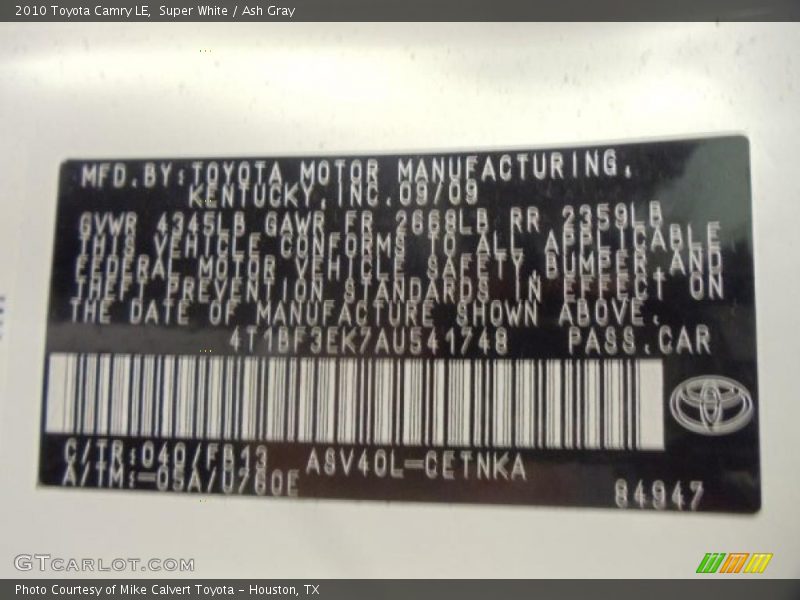 2010 Toyota Camry LE,  Super White / Ash Gray
MFD.BY:TOYOTA MOTOR MANUFACTURING,
KENTUCKY,INC.09/09
GVWR 4345LB GAWR FR 2668LB RR 2359LB
THIS VEHICLE CONFORMS TO ALL APPLICABLE
FEDERAL MOTOR VEHICLE SAFETY,BUMPER,AND
THEFT PREVENTION STANDARDS IN EFFECT ON
THE DATE OF MANUFACTURE SHOWN ABOVE.
4T1BF3EK7AU541748 PASS.CAR
C/TR:040/FB13 ASV40L-CETNKA
A/TM:-05A/U760E
84947
GTCARLOT.COM
Photo Courtesy of Mike Calvert Toyota - Houston, TX